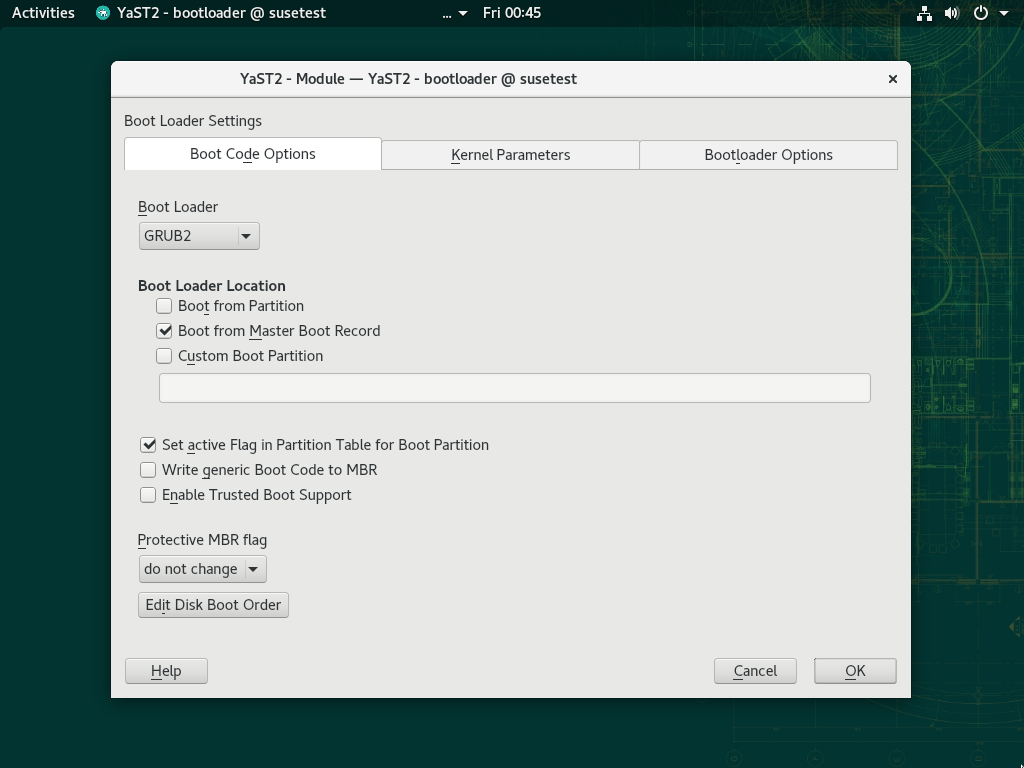 Activities YaST2 - bootloader @ susetest ... Fri 00:45
YaST2 - Module — YaST2 - bootloader @ susetest
Boot Loader Settings
Boot Code Options Kernel Parameters Bootloader Options
Boot Loader
GRUB2
Boot Loader Location
Boot from Partition
Boot from Master Boot Record
Custom Boot Partition
Set active Flag in Partition Table for Boot Partition
Write generic Boot Code to MBR
Enable Trusted Boot Support
Protective MBR flag
do not change
Edit Disk Boot Order
Help Cancel OK